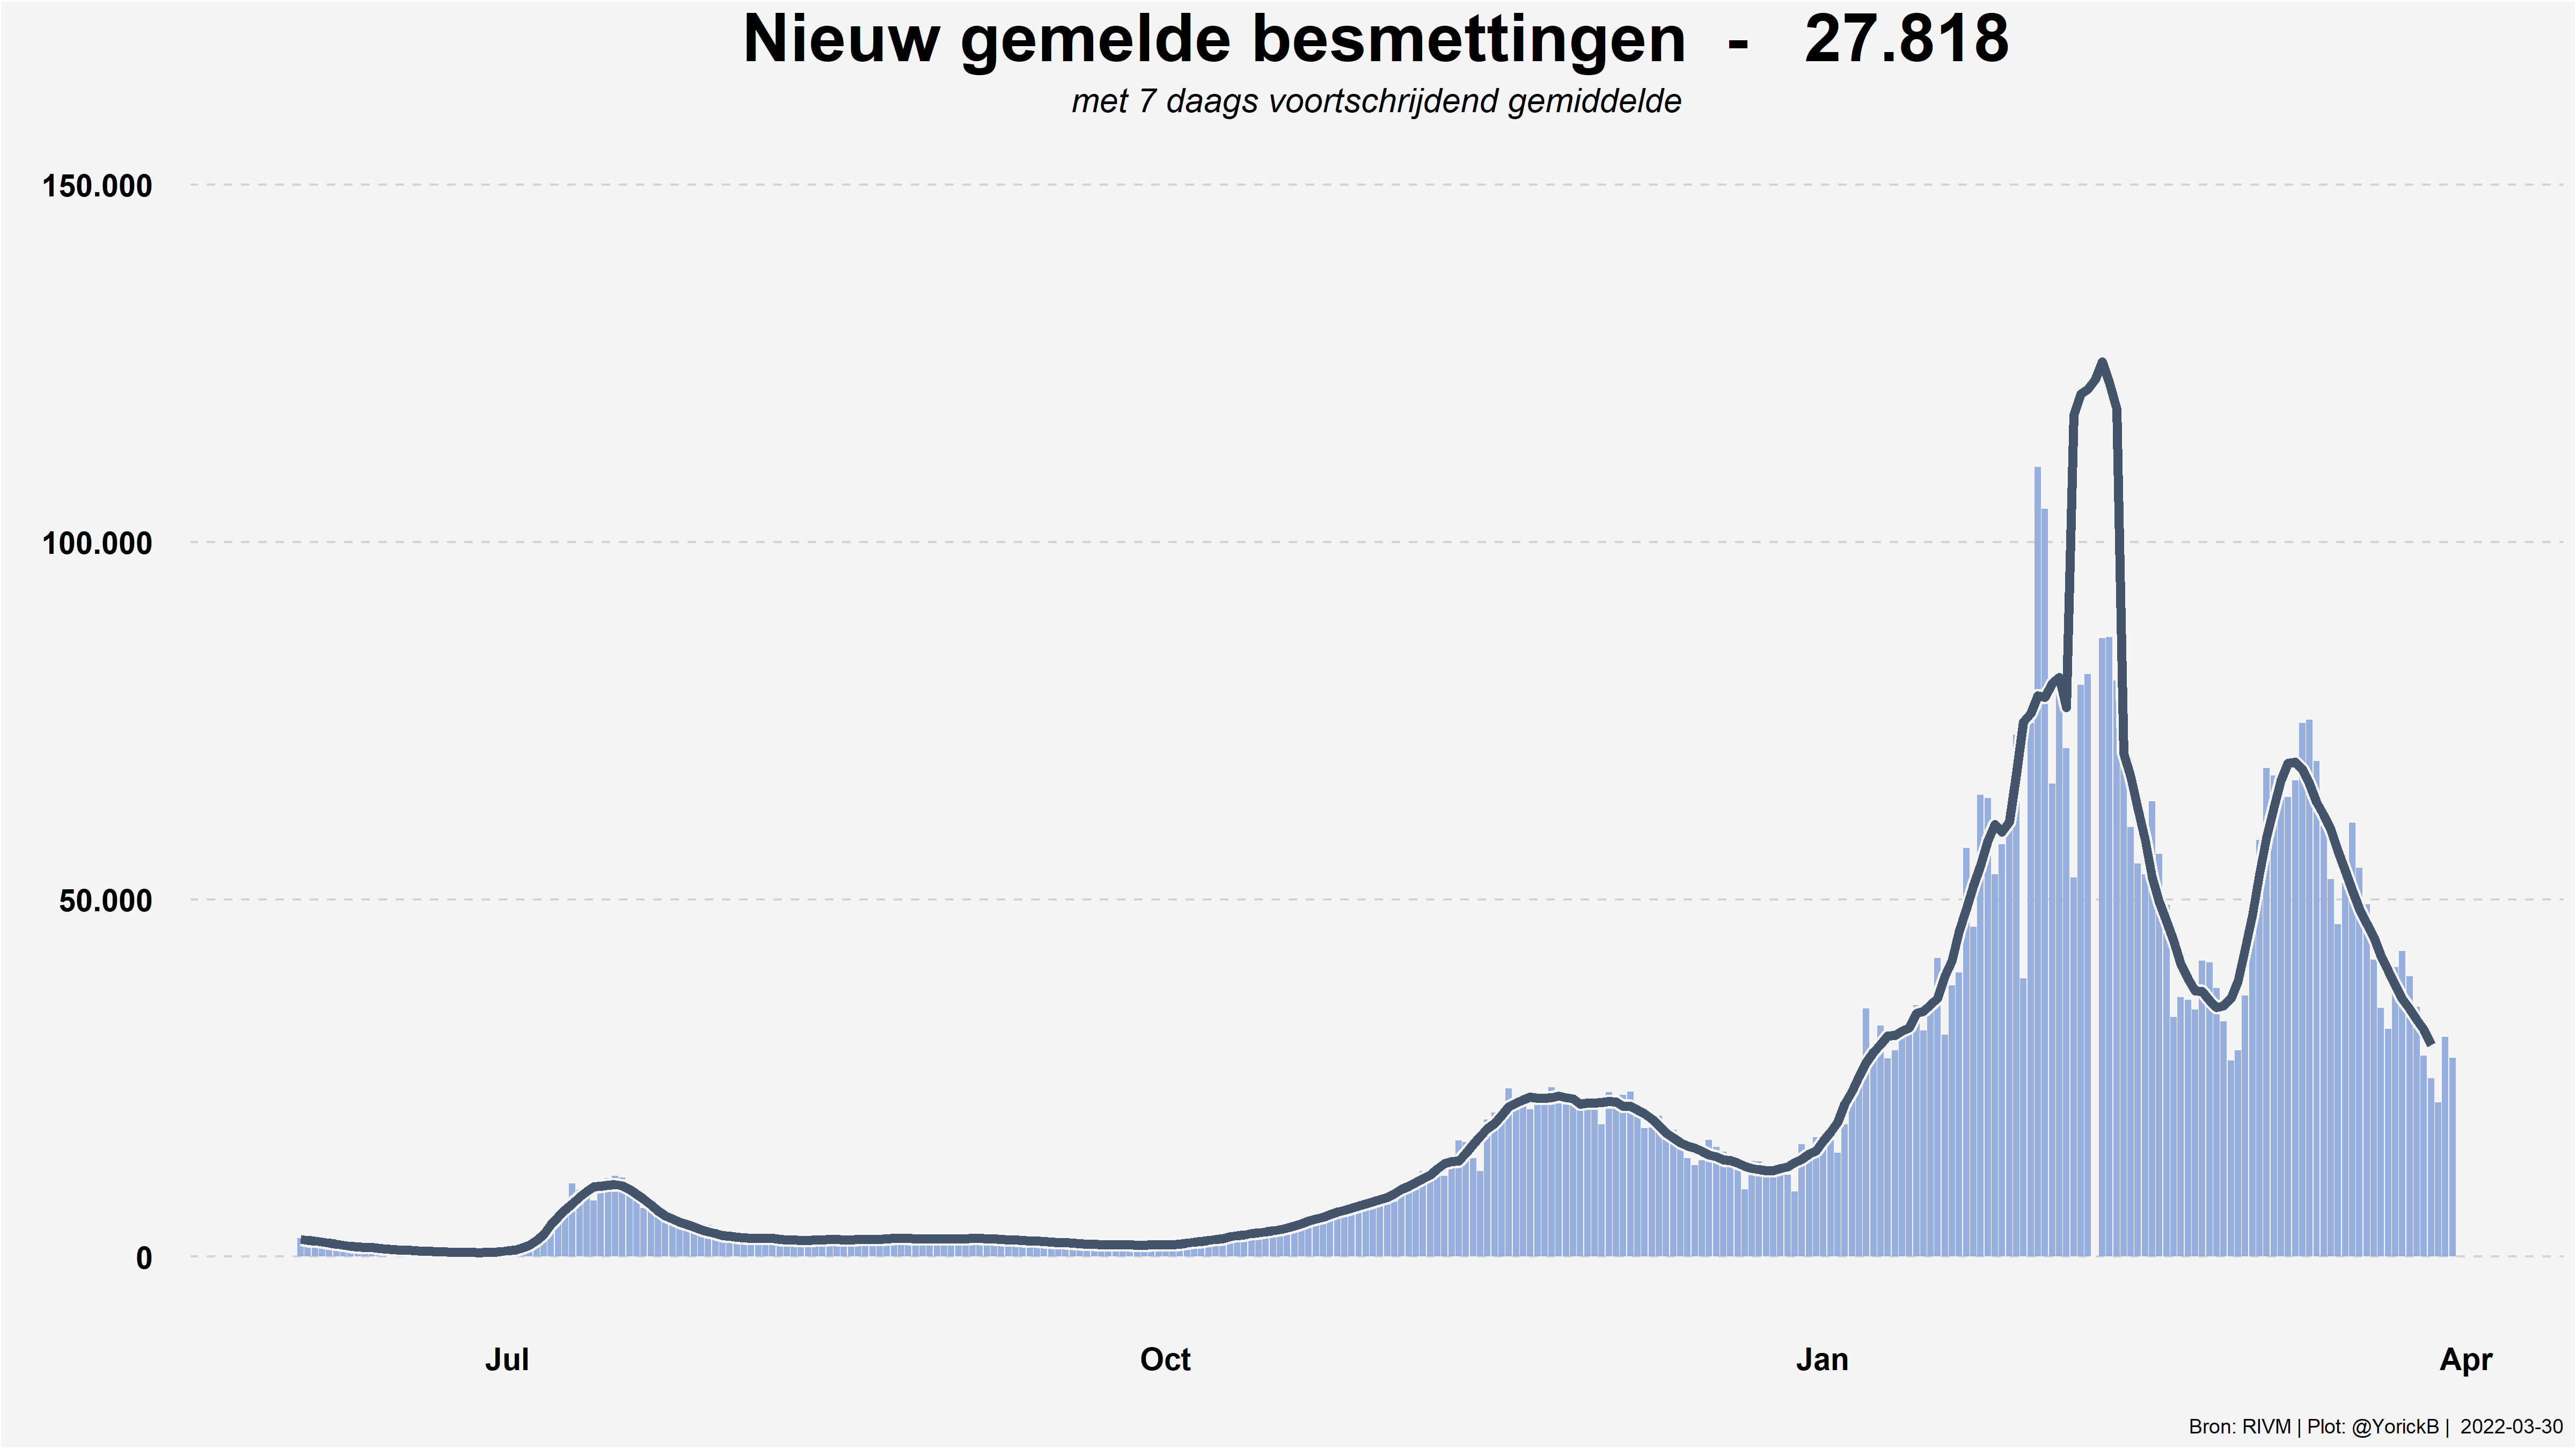 Nieuw gemelde besmettingen - 27.818
met 7 daags voortschrijdend gemiddelde
150.000
100.000
50.000
0
Jul Oct Jan Apr
Bron: RIVM | Plot: @YorickB | 2022-03-30